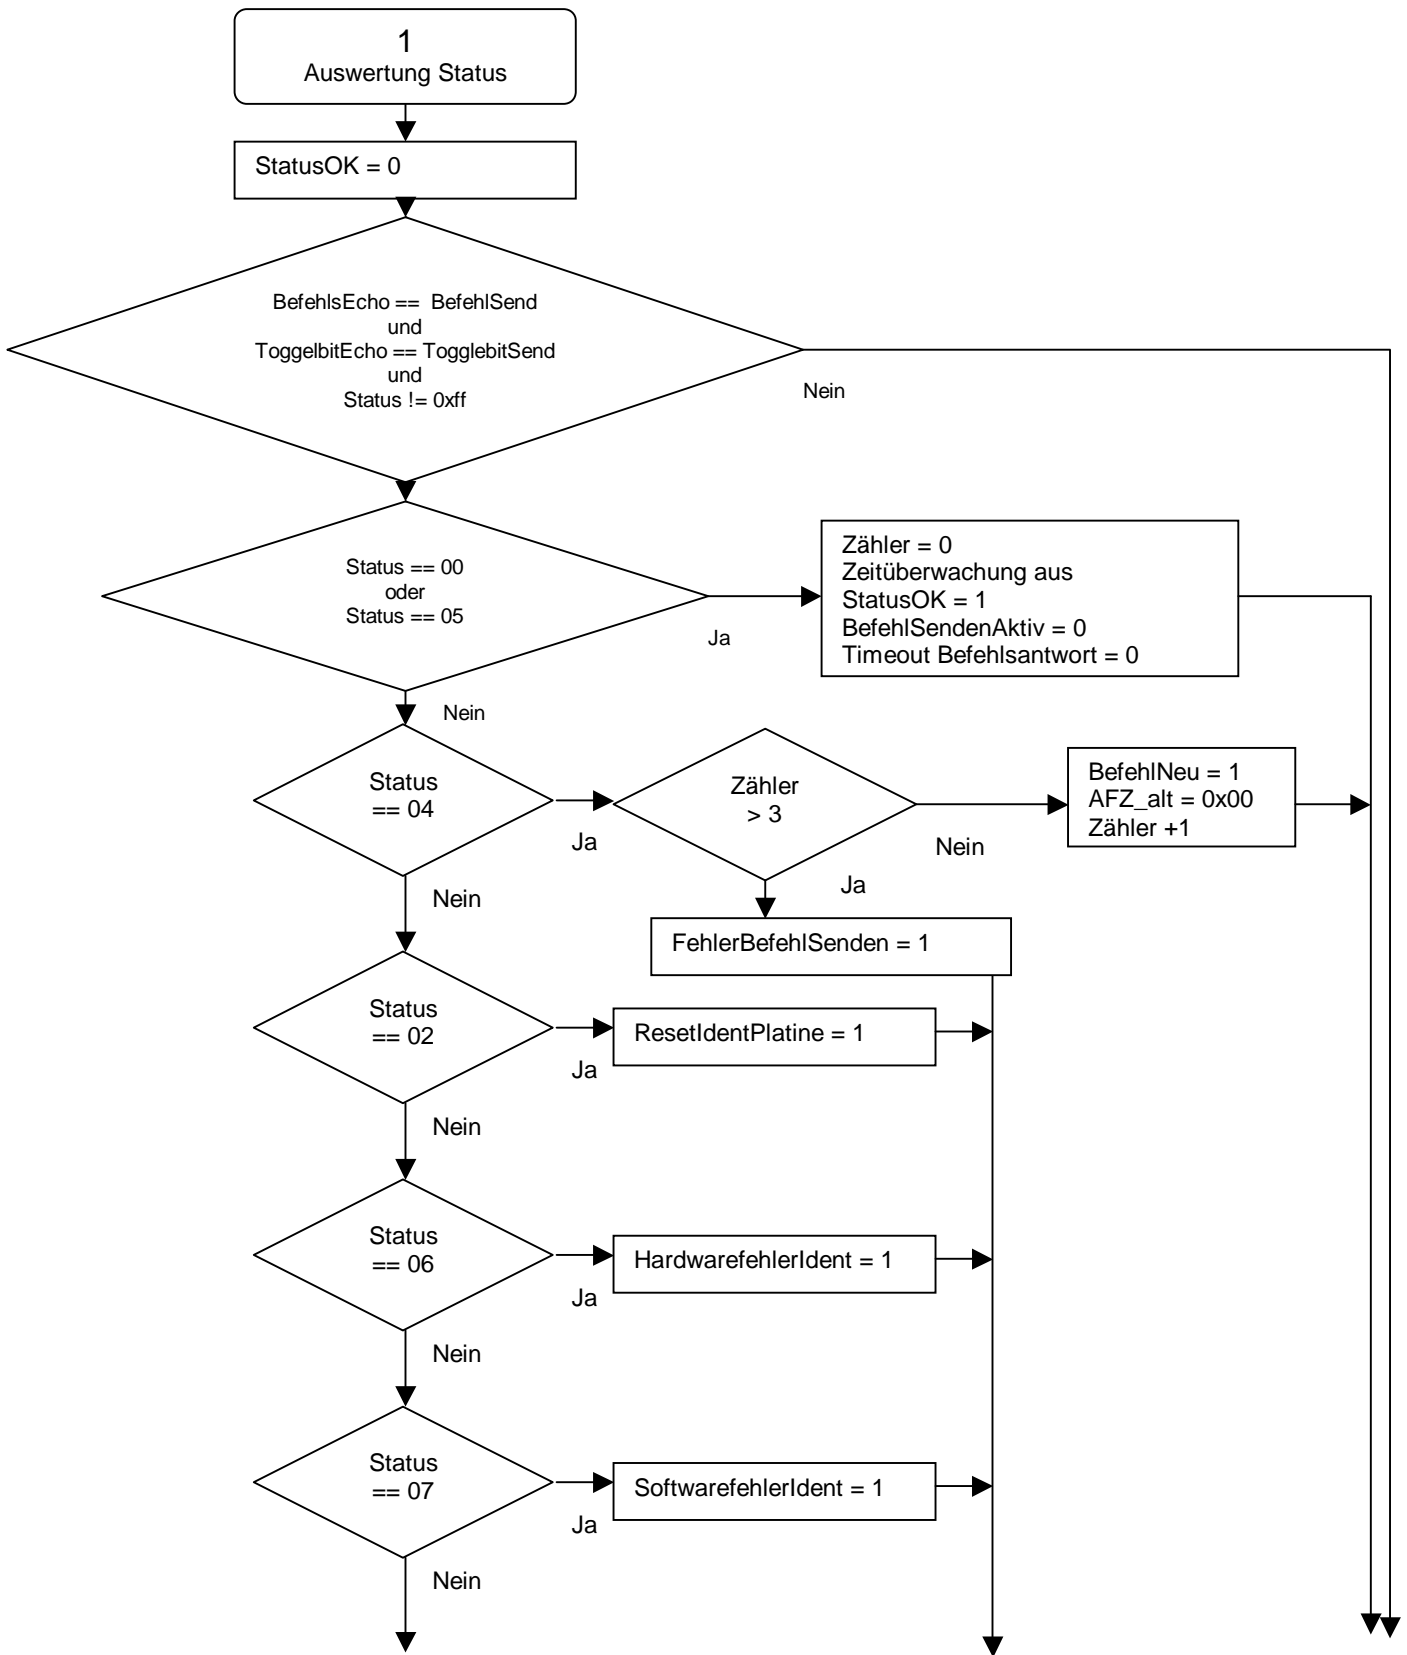 1
Auswertung Status
StatusOK = 0
BefehlsEcho == BefehlSend
und
ToggelbitEcho == TogglebitSend
und
Status != 0xff
Nein
Status == 00
oder
Status == 05
Ja
Zähler = 0
Zeitüberwachung aus
StatusOK = 1
BefehlSendenAktiv = 0
Timeout Befehlsantwort = 0
Nein
Status
== 04
Ja
Zähler
> 3
Nein
BefehlNeu = 1
AFZ_alt = 0x00
Zähler +1
Ja
Nein
FehlerBefehlSenden = 1
Status
== 02
Ja
ResetIdentPlatine = 1
Nein
Status
== 06
Ja
HardwarefehlerIdent = 1
Nein
Status
== 07
Ja
SoftwarefehlerIdent = 1
Nein